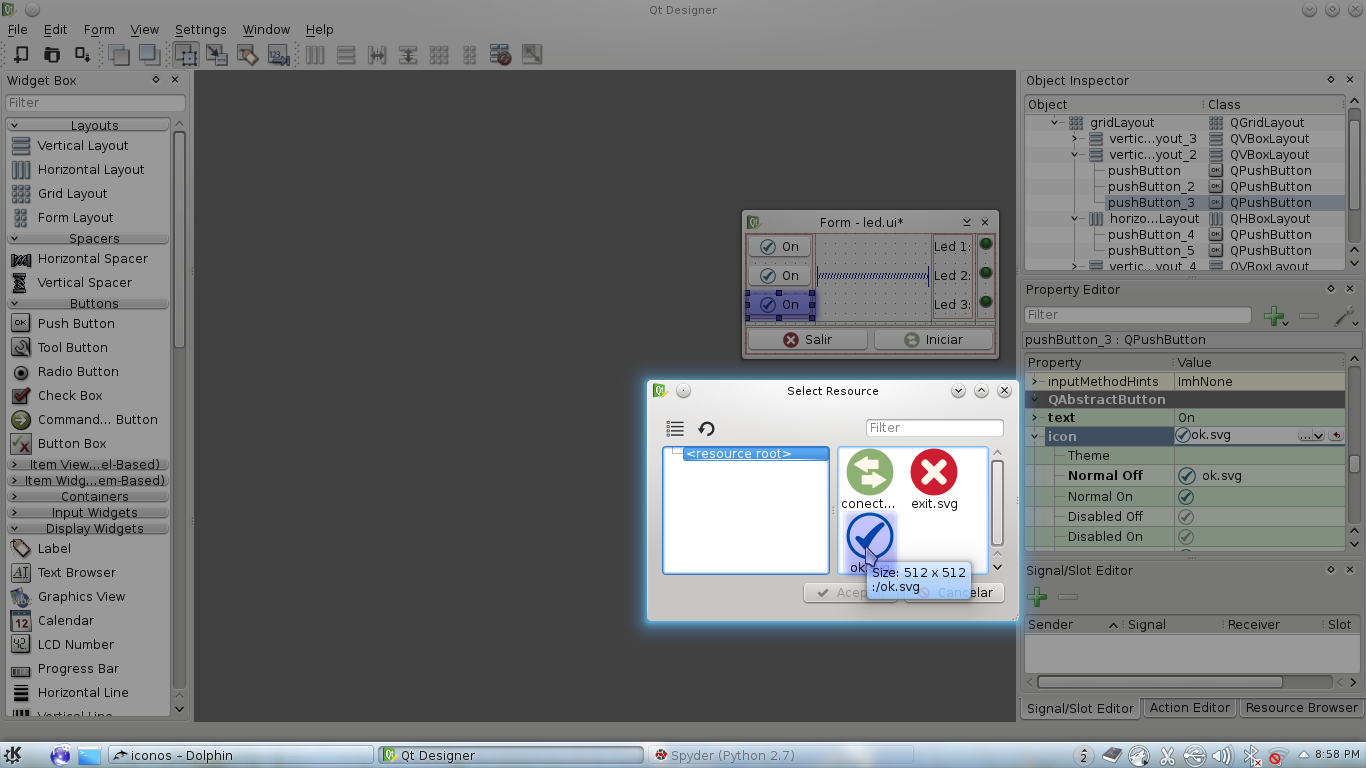 Qt Designer
File Edit Form View Settings Window Help
Widget Box
Filter
Layouts
Vertical Layout
Horizontal Layout
Grid Layout
Form Layout
Spacers
Horizontal Spacer
Vertical Spacer
Buttons
Push Button
Tool Button
Radio Button
Check Box
Command... Button
Button Box
Item View...el-Based)
Item Widg...em-Based)
Containers
Input Widgets
Display Widgets
Label
Text Browser
Graphics View
Calendar
LCD Number
Progress Bar
Horizontal Line
Form - led.ui*
On Led 1:
On Led 2:
On Led 3:
Salir Iniciar
Select Resource
Filter
<resource root>
conect... exit.svg
Size: 512 x 512
:/ok.svg
Object Inspector
Object Class
gridLayout QGridLayout
vertic...yout_3 QVBoxLayout
vertic...yout_2 QVBoxLayout
pushButton QPushButton
pushButton_2 QPushButton
pushButton_3 QPushButton
horizo...Layout QHBoxLayout
pushButton_4 QPushButton
pushButton_5 QPushButton
vertic...yout_4 QVBoxLayout
Property Editor
Filter
pushButton_3 : QPushButton
Property Value
inputMethodHints ImhNone
QAbstractButton
text On
icon ok.svg ...
Theme
Normal Off ok.svg
Normal On
Disabled Off
Disabled On
Signal/Slot Editor
Sender Signal Receiver Slot
Signal/Slot Editor Action Editor Resource Browser
iconos – Dolphin Qt Designer Spyder (Python 2.7) 2 8:58 PM